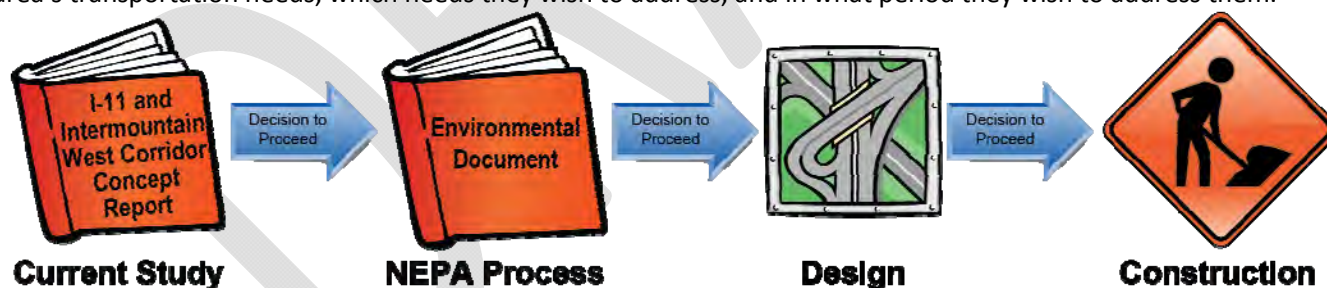 area's transportation needs, which needs they wish to address, and in what period they wish to address them.
I-11 and
Intermountain
West Corridor
Concept
Report
Decision to
Proceed
Environmental
Document
Decision to
Proceed
Decision to
Proceed
Current Study
NEPA Process
Design
Construction